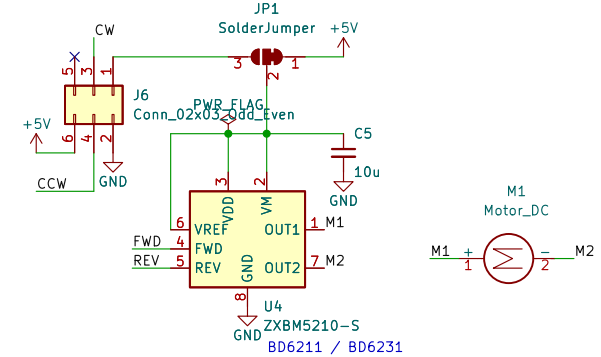 JP1
SolderJumper
CW
+5V
3
1
2
5
3
1
J6
Conn_02x03_Odd_Even
PWR_FLAG
+5V
6
4
2
C5
10u
GND
GND
CCW
3
2
VDD
VM
6
VREF
OUT1
1
M1
FWD
4
FWD
REV
5
REV
GND
OUT2
7
M2
8
GND
U4
ZXBM5210-S
BD6211 / BD6231
M1
Motor_DC
M1
+
1
-
2
M2